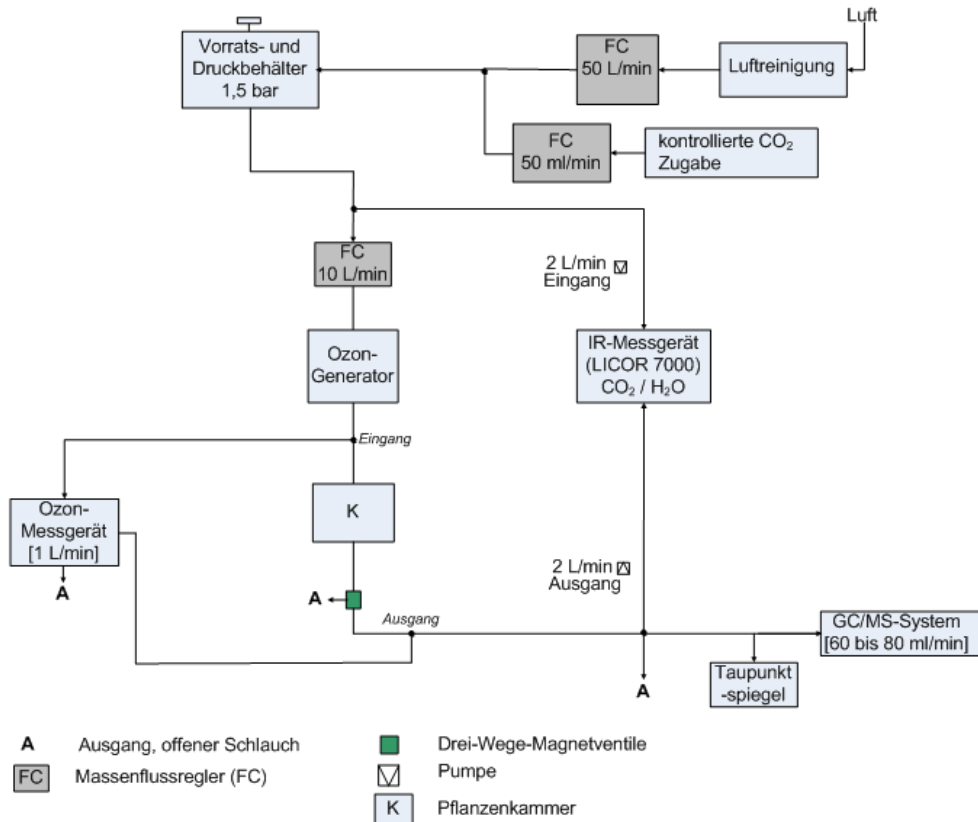 Luft
Vorrats- und
Druckbehälter
1,5 bar
FC
50 L/min
Luftreinigung
FC
50 ml/min
kontrollierte CO₂
Zugabe
FC
10 L/min
2 L/min
Eingang
Ozon-
Generator
IR-Messgerät
(LICOR 7000)
CO₂ / H₂O
Eingang
Ozon-
Messgerät
[1 L/min]
K
A
2 L/min
Ausgang
A
Ausgang
GC/MS-System
[60 bis 80 ml/min]
Taupunkt
-spiegel
A
A Ausgang, offener Schlauch
FC Massenflussregler (FC)
Drei-Wege-Magnetventile
Pumpe
K Pflanzenkammer